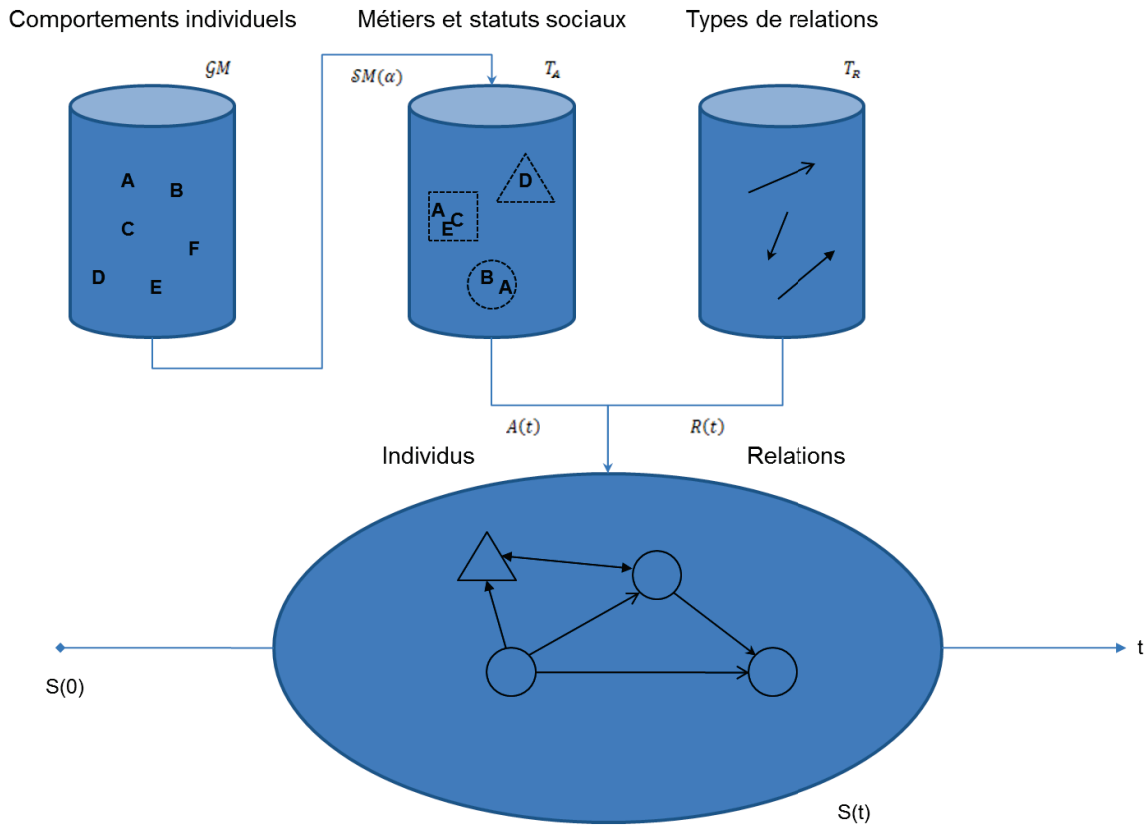 Comportements individuels
Métiers et statuts sociaux
Types de relations
𝒢M
𝒮M(α)
T_A
T_R
A
B
C
F
D
E
D
A
C
E
B
A
A(t)
R(t)
Individus
Relations
t
S(0)
S(t)